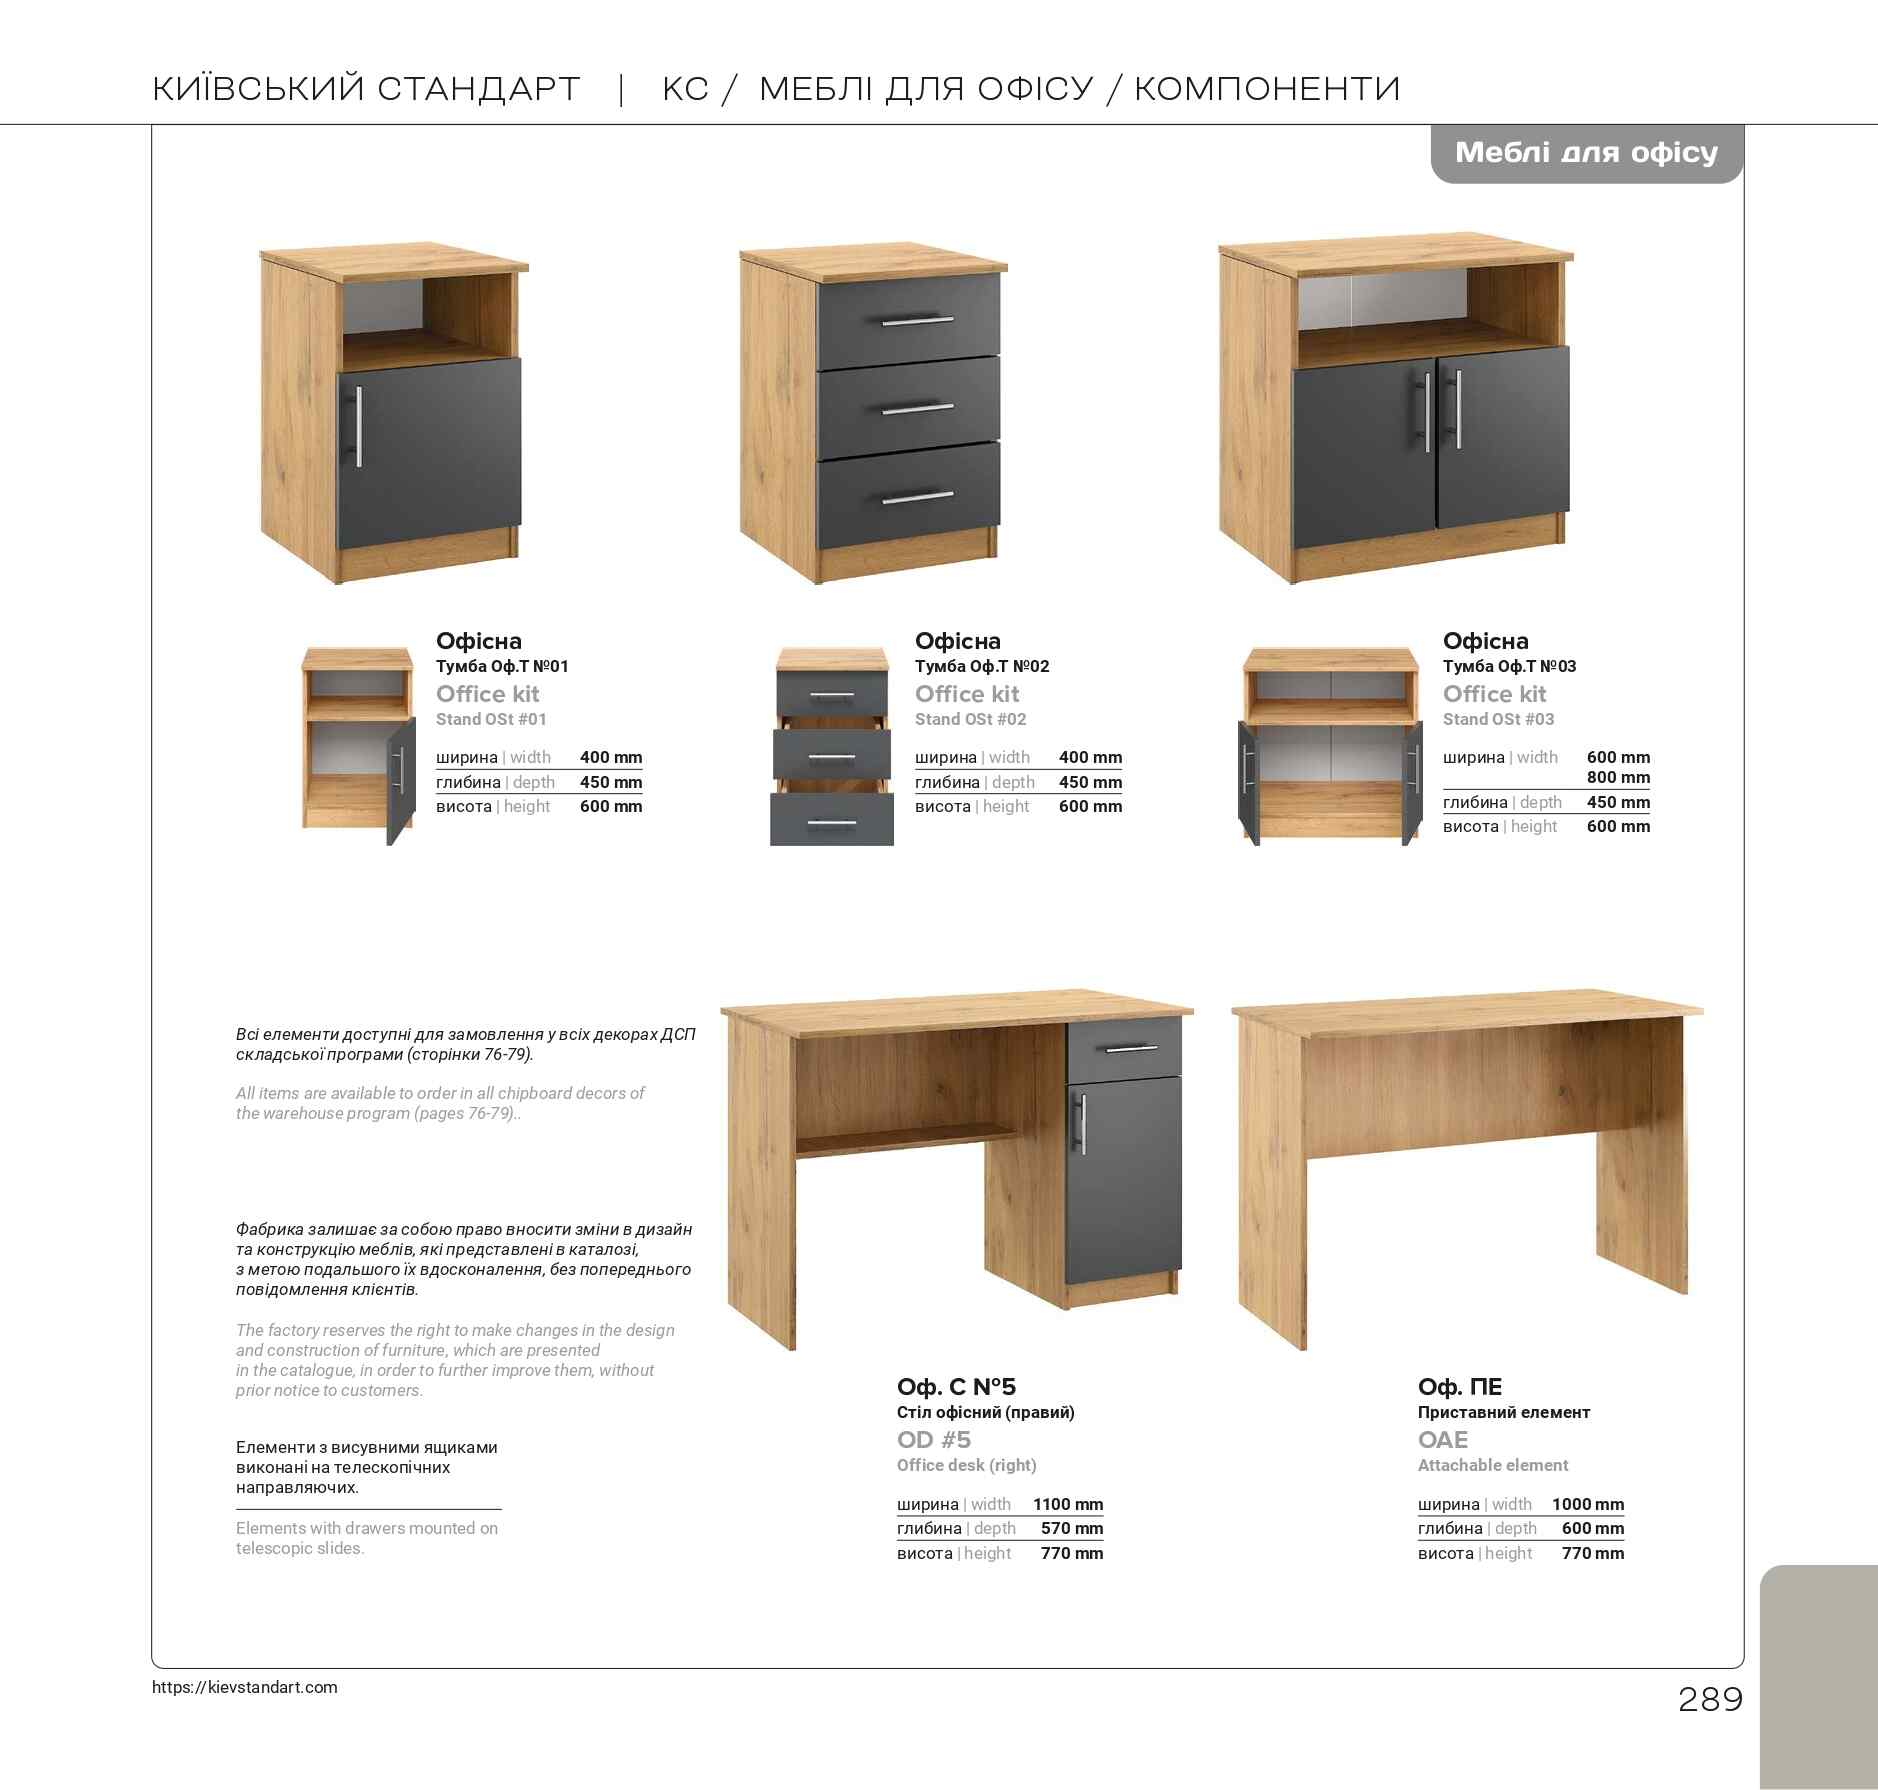 КИЇВСЬКИЙ СТАНДАРТ | КС / МЕБЛІ ДЛЯ ОФІСУ / КОМПОНЕНТИ
Меблі для офісу
Офісна
Тумба Оф.Т №01
Office kit
Stand OSt #01
ширина | width 400 mm
глибина | depth 450 mm
висота | height 600 mm
Офісна
Тумба Оф.Т №02
Office kit
Stand OSt #02
ширина | width 400 mm
глибина | depth 450 mm
висота | height 600 mm
Офісна
Тумба Оф.Т №03
Office kit
Stand OSt #03
ширина | width 600 mm
800 mm
глибина | depth 450 mm
висота | height 600 mm
Всі елементи доступні для замовлення у всіх декорах ДСП
складської програми (сторінки 76-79).
All items are available to order in all chipboard decors of
the warehouse program (pages 76-79)..
Фабрика залишає за собою право вносити зміни в дизайн
та конструкцію меблів, які представлені в каталозі,
з метою подальшого їх вдосконалення, без попереднього
повідомлення клієнтів.
The factory reserves the right to make changes in the design
and construction of furniture, which are presented
in the catalogue, in order to further improve them, without
prior notice to customers.
Елементи з висувними ящиками
виконані на телескопічних
направляючих.
Elements with drawers mounted on
telescopic slides.
Оф. С №5
Стіл офісний (правий)
OD #5
Office desk (right)
ширина | width 1100 mm
глибина | depth 570 mm
висота | height 770 mm
Оф. ПЕ
Приставний елемент
OAE
Attachable element
ширина | width 1000 mm
глибина | depth 600 mm
висота | height 770 mm
https://kievstandart.com
289